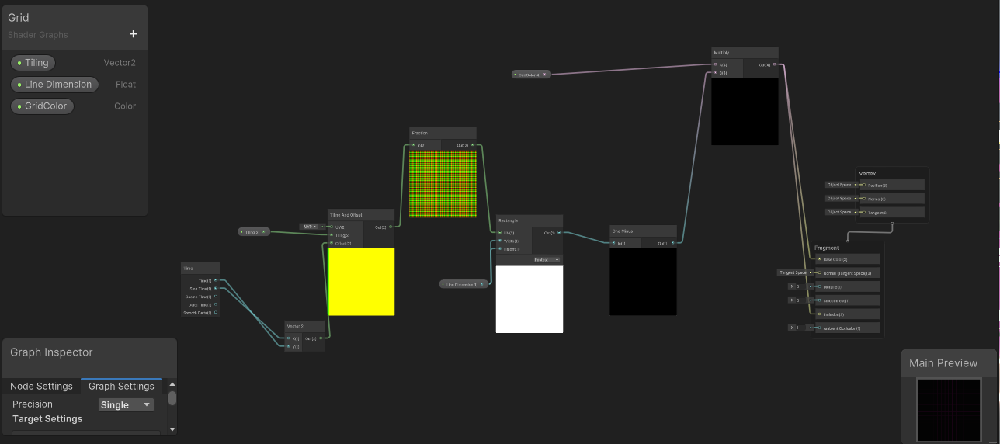 Grid
Shader Graphs
+
Tiling Vector2
Line Dimension Float
GridColor Color
GridColor(4)
Multiply
A(4) Out(4)
B(4)
Fraction
In(2) Out(2)
Tiling And Offset
UV0 UV(2) Out(2)
Tiling(2) Tiling(2)
Offset(2)
Rectangle
UV(2) Out(1)
Width(1)
Height(1)
Fastest
Line Dimension(1)
One Minus
In(1) Out(1)
Time
Time(1)
Sine Time(1)
Cosine Time(1)
Delta Time(1)
Smooth Delta(1)
Vector 2
X(1) Out(2)
Y(1)
Vertex
Object Space Position(3)
Object Space Normal(3)
Object Space Tangent(3)
Fragment
Base Color(3)
Tangent Space Normal (Tangent Space)(3)
X 0 Metallic(1)
X 0 Smoothness(1)
Emission(3)
X 1 Ambient Occlusion(1)
Graph Inspector
Node Settings Graph Settings
Precision Single
Target Settings
Main Preview